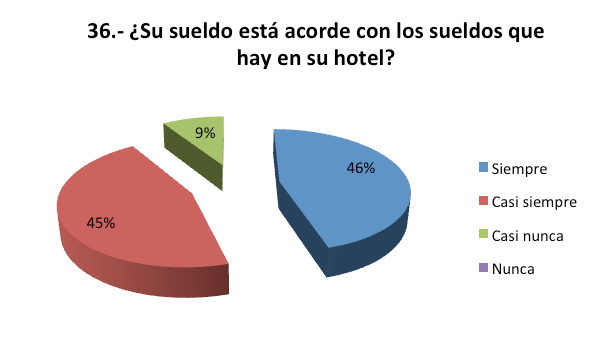 36.- ¿Su sueldo está acorde con los sueldos que
hay en su hotel?
9%
46%
45%
Siempre
Casi siempre
Casi nunca
Nunca